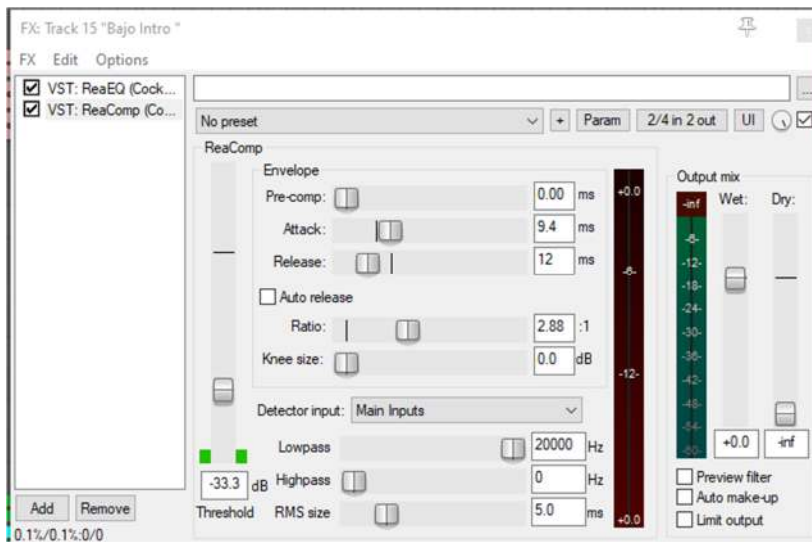 FX: Track 15 "Bajo Intro "
FX Edit Options
VST: ReaEQ (Cock...
VST: ReaComp (Co...
...
No preset
+ Param 2/4 in 2 out UI
ReaComp
Envelope
Pre-comp: 0.00 ms
Attack: 9.4 ms
Release: 12 ms
Auto release
Ratio: 2.88 :1
Knee size: 0.0 dB
Detector input: Main Inputs
Lowpass 20000 Hz
Highpass 0 Hz
RMS size 5.0 ms
-33.3 dB
Threshold
+0.0
-6-
-12-
+0.0
Output mix
Wet: Dry:
-inf
-6-
-12-
-18-
-24-
-30-
-36-
-42-
-48-
-54-
-60-
+0.0 -inf
Preview filter
Auto make-up
Limit output
Add Remove
0.1%/0.1%:0/0